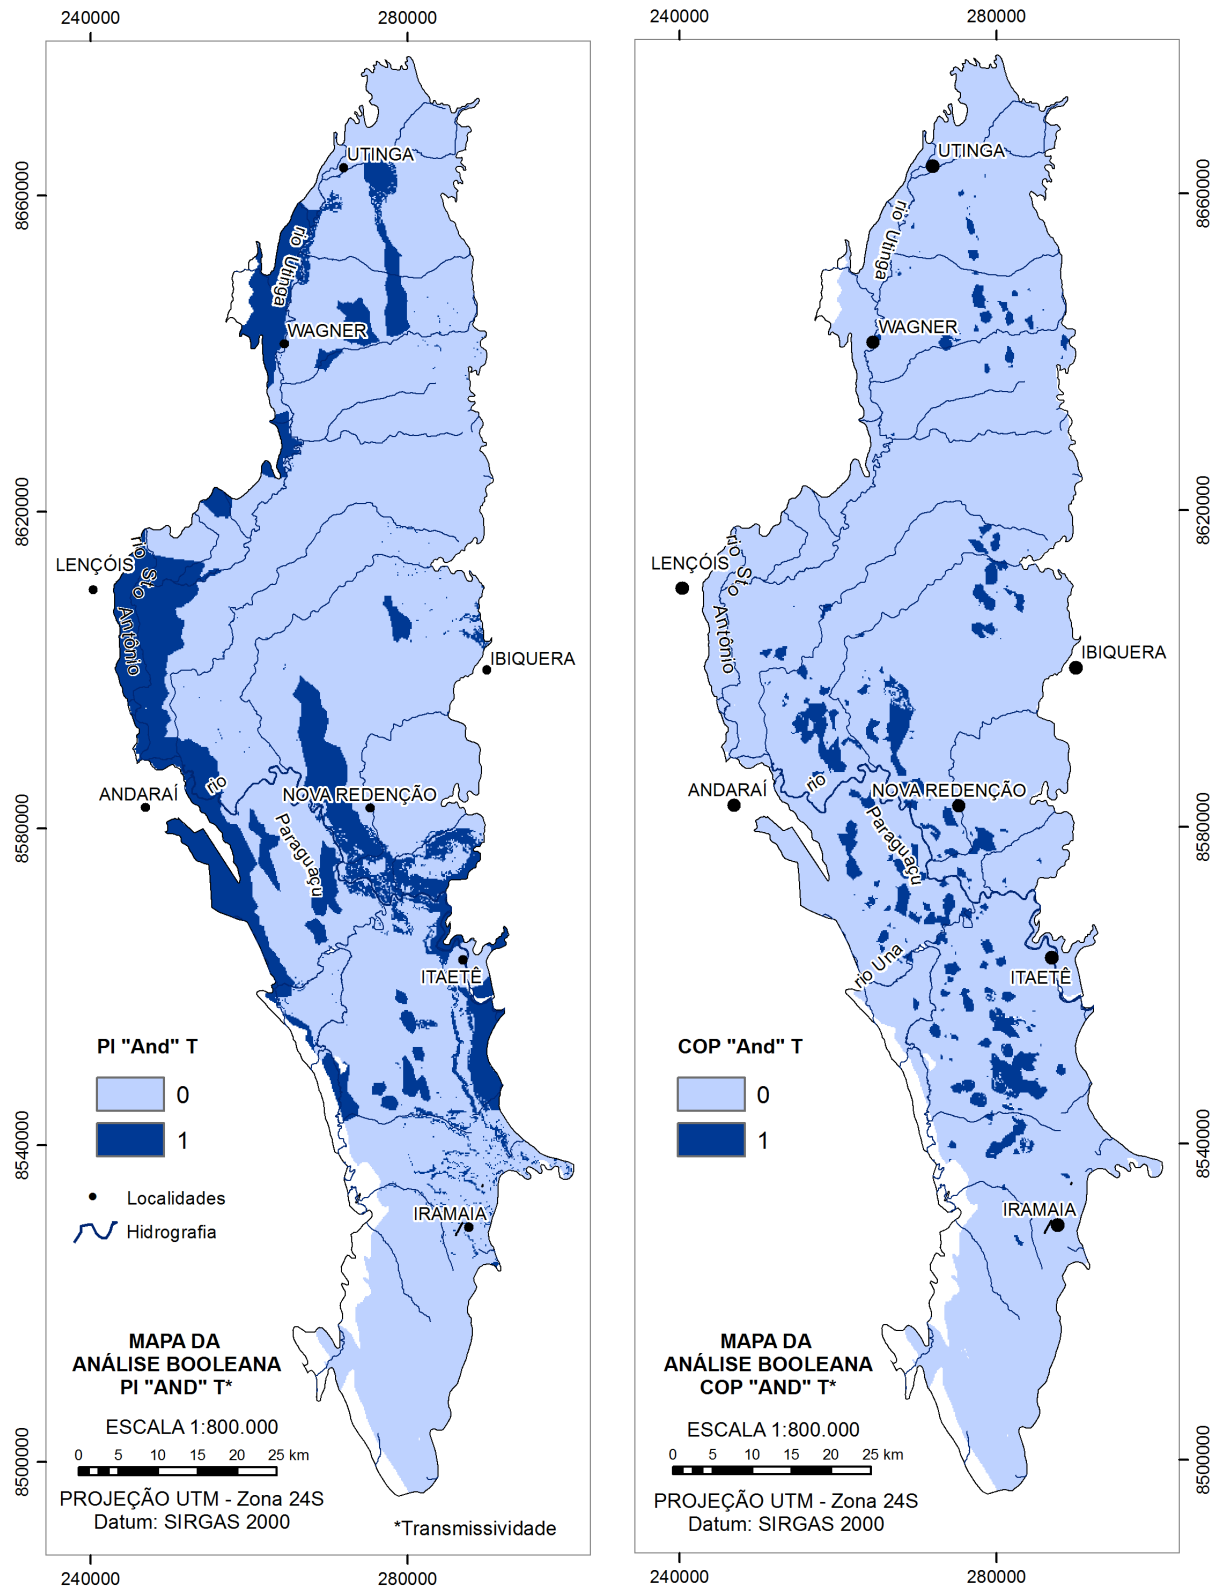 240000
280000
UTINGA
8660000
rio Utinga
WAGNER
8620000
LENÇÓIS
rio Sto Antônio
IBIQUERA
rio
ANDARAÍ
NOVA REDENÇÃO
8580000
Paraguaçu
ITAETÊ
PI "And" T
0
1
8540000
Localidades
IRAMAIA
Hidrografia
MAPA DA
ANÁLISE BOOLEANA
PI "AND" T*
ESCALA 1:800.000
0 5 10 15 20 25 km
8500000
PROJEÇÃO UTM - Zona 24S
Datum: SIRGAS 2000
*Transmissividade
240000
280000
240000
280000
UTINGA
8660000
rio Utinga
WAGNER
8620000
LENÇÓIS
rio Sto Antônio
IBIQUERA
rio
ANDARAÍ
NOVA REDENÇÃO
8580000
Paraguaçu
rio Una
ITAETÊ
COP "And" T
0
1
8540000
IRAMAIA
MAPA DA
ANÁLISE BOOLEANA
COP "AND" T*
ESCALA 1:800.000
0 5 10 15 20 25 km
8500000
PROJEÇÃO UTM - Zona 24S
Datum: SIRGAS 2000
240000
280000